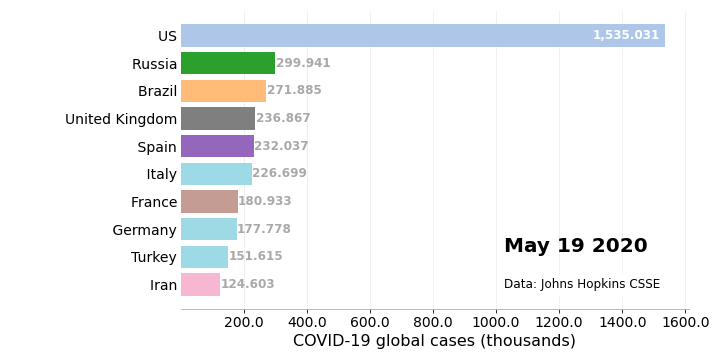 US 1,535.031
Russia 299.941
Brazil 271.885
United Kingdom 236.867
Spain 232.037
Italy 226.699
France 180.933
Germany 177.778
Turkey 151.615
Iran 124.603
May 19 2020
Data: Johns Hopkins CSSE
200.0 400.0 600.0 800.0 1000.0 1200.0 1400.0 1600.0
COVID-19 global cases (thousands)